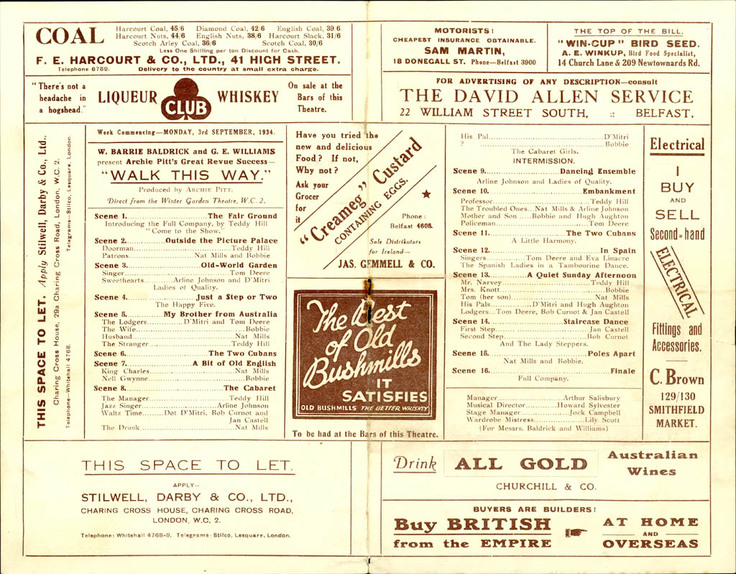 COAL
Harcourt Coal, 45/6 Diamond Coal, 42/6 English Coal, 39/6
Harcourt Nuts, 44/6 English Nuts, 38/6 Harcourt Slack, 31/6
Scotch Arley Coal, 36/6 Scotch Coal, 30/6
Less One Shilling per ton Discount for Cash.
F. E. HARCOURT & CO., LTD., 41 HIGH STREET.
Telephone 6769. Delivery to the country at small extra charge.
"There's not a
headache in
a hogshead."
LIQUEUR CLUB WHISKEY
On sale at the
Bars of this
Theatre.
THIS SPACE TO LET. Apply Stilwell, Darby & Co., Ltd.,
Charing Cross House, 29a Charing Cross Road, London, W.C. 2.
Telephone—Whitehall 4768. Telegrams—Stilco, Lesquare, London.
Week Commencing—MONDAY, 3rd SEPTEMBER, 1934.
W. BARRIE BALDRICK and G. E. WILLIAMS
present Archie Pitt's Great Revue Success—
"WALK THIS WAY."
Produced by ARCHIE PITT.
Direct from the Winter Garden Theatre, W.C. 2.
Scene 1. The Fair Ground
Introducing the Full Company, by Teddy Hill
"Come to the Show."
Scene 2. Outside the Picture Palace
Doorman Teddy Hill
Patrons Nat Mills and Bobbie
Scene 3. Old-World Garden
Singer Tom Deere
Sweethearts Arline Johnson and D'Mitri
Ladies of Quality.
Scene 4. Just a Step or Two
The Happy Five.
Scene 5. My Brother from Australia
The Lodgers D'Mitri and Tom Deere
The Wife Bobbie
Husband Nat Mills
The Stranger Teddy Hill
Scene 6. The Two Cubans
Scene 7. A Bit of Old English
King Charles Nat Mills
Nell Gwynne Bobbie
Scene 8. The Cabaret
The Manager Teddy Hill
Jazz Singer Arline Johnson
Waltz Time Dot D'Mitri, Bob Curnot and
Jan Castell
The Drunk Nat Mills
Have you tried the
new and delicious
Food? If not,
Why not?
Ask your
Grocer
for
it
"Creameg" Custard
CONTAINING EGGS.
Phone :
Belfast 4608.
Sole Distributors
for Ireland—
JAS. GEMMELL & CO.
The Best
of Old
Bushmills
IT
SATISFIES
OLD BUSHMILLS THE BETTER WHISKEY
To be had at the Bars of this Theatre.
THIS SPACE TO LET.
APPLY—
STILWELL, DARBY & CO., LTD.,
CHARING CROSS HOUSE, CHARING CROSS ROAD,
LONDON, W.C. 2.
Telephone: Whitehall 4768-9. Telegrams: Stilco, Lesquare, London.
MOTORISTS!
CHEAPEST INSURANCE OBTAINABLE.
SAM MARTIN,
18 DONEGALL ST. Phone—Belfast 3900
THE TOP OF THE BILL.
"WIN-CUP" BIRD SEED.
A. E. WINKUP, Bird Food Specialist,
14 Church Lane & 209 Newtownards Rd.
FOR ADVERTISING OF ANY DESCRIPTION—consult
THE DAVID ALLEN SERVICE
22 WILLIAM STREET SOUTH, :: BELFAST.
His Pal D'Mitri
? Bobbie
The Cabaret Girls.
INTERMISSION.
Scene 9. Dancing Ensemble
Arline Johnson and Ladies of Quality.
Scene 10. Embankment
Professor Teddy Hill
The Troubled Ones Nat Mills & Arline Johnson
Mother and Son Bobbie and Hugh Aughton
Policeman Tom Deere
Scene 11. The Two Cubans
A Little Harmony.
Scene 12. In Spain
Singers Tom Deere and Eva Linacre
The Spanish Ladies in a Tambourine Dance.
Scene 13. A Quiet Sunday Afternoon
Mr. Narvey Teddy Hill
Mrs. Knott Bobbie
Tom (her son) Nat Mills
His Pals D'Mitri and Hugh Aughton
Lodgers Tom Deere, Bob Curnot & Jan Castell
Scene 14. Staircase Dance
First Step Jan Castell
Second Step Bob Curnot
And The Lady Steppers.
Scene 15. Poles Apart
Nat Mills and Bobbie.
Scene 16. Finale
Full Company.
Manager Arthur Salisbury
Musical Director Howard Sylvester
Stage Manager Jock Campbell
Wardrobe Mistress Lily Scott
(For Messrs. Baldrick and Williams)
Electrical
I
BUY
AND
SELL
Second-hand
ELECTRICAL
Fittings and
Accessories.
C. Brown
129/130
SMITHFIELD
MARKET.
Drink ALL GOLD Australian
Wines
CHURCHILL & CO.
BUYERS ARE BUILDERS!
Buy BRITISH AT HOME
AND
from the EMPIRE OVERSEAS